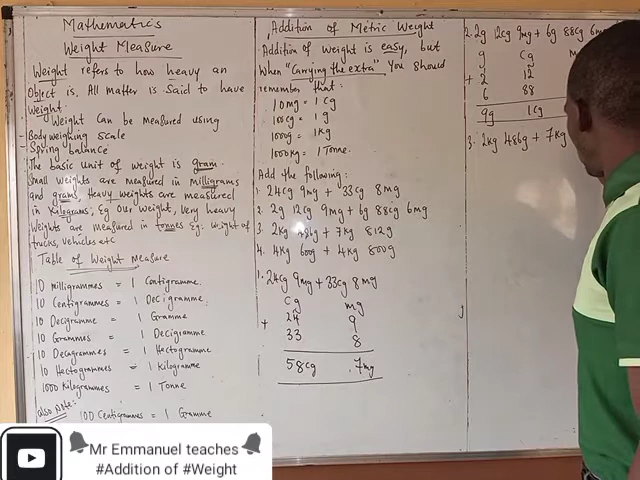 Mathematics
Weight Measure
Weight refers to how heavy an
Object is. All matter is Said to have
Weight.
Weight can be measured using
- Body weighing scale
- Spring balance
The basic unit of weight is gram.
Small weights are measured in milligrams
and grams, Heavy weights are measured
in Kilograms, Eg Our Weight, Very heavy
Weights are measured in tonnes Eg: Weight of
trucks, Vehicles etc
Table of Weight measure
10 milligrammes = 1 Centigramme.
10 Centigrammes = 1 Decigramme
10 Decigramme = 1 Gramme
10 Grammes = 1 Decigramme
10 Decagrammes = 1 Hectogramme
10 Hectogrammes = 1 Kilogramme
1000 Kilogrammes = 1 Tonne
also Note:
100 Centigrammes = 1 Gramme
Addition of Metric Weight
Addition of Weight is easy, but
When "Carrying the extra" You Should
remember that:
10mg = 1cg
100cg = 1g
1000g = 1kg
1000kg = 1 Tonne.
Add the following:
1. 24cg 9mg + 33cg 8mg
2. 2g 12cg 9mg + 6g 88cg 6mg
3. 2kg 486g + 7kg 812g
4. 4kg 600g + 4kg 800g
1. 24cg 9mg + 33cg 8mg
Cg mg
24 9
+
33 8
58cg .7mg
2. 2g 12cg 9mg + 6g 88cg 6mg
g Cg m
+ 2 12
6 88
9g 1cg
3. 2kg 486g + 7kg
Mr Emmanuel teaches
#Addition of #Weight